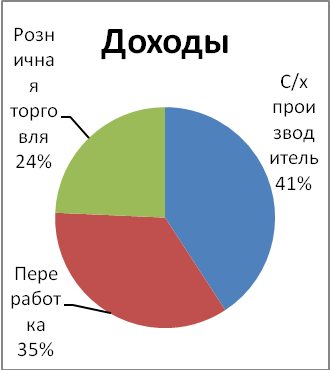 Доходы
С/х
прои
звод
итель
41%
Пере
работ
ка
35%
Розн
ична
я
торго
вля
24%